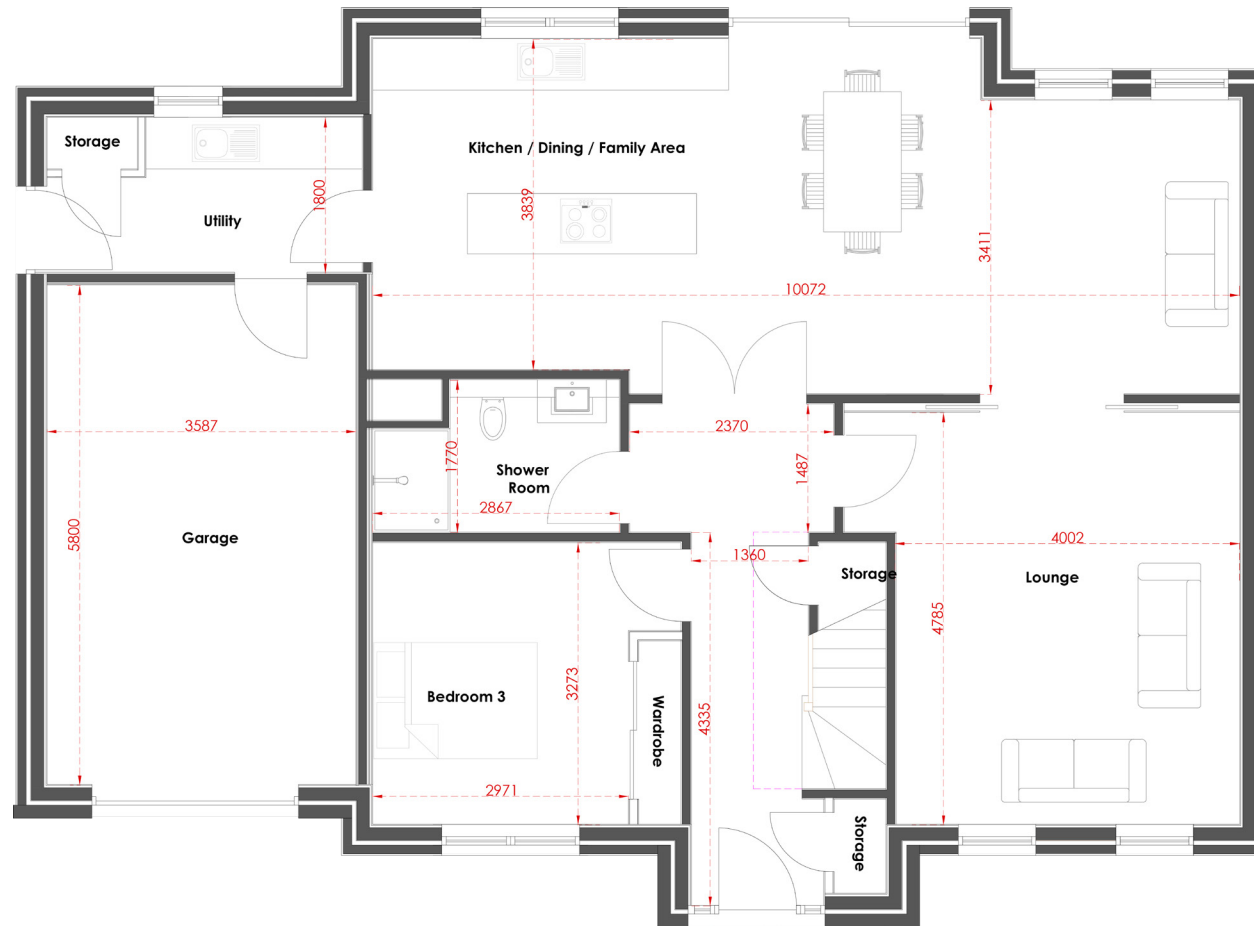 Storage
Kitchen / Dining / Family Area
1800
3839
Utility
3411
10072
3587
2370
1770
1487
Shower
Room
2867
5800
Garage
1360
4002
Storage
Lounge
4785
3273
Bedroom 3
Wardrobe
4335
2971
Storage